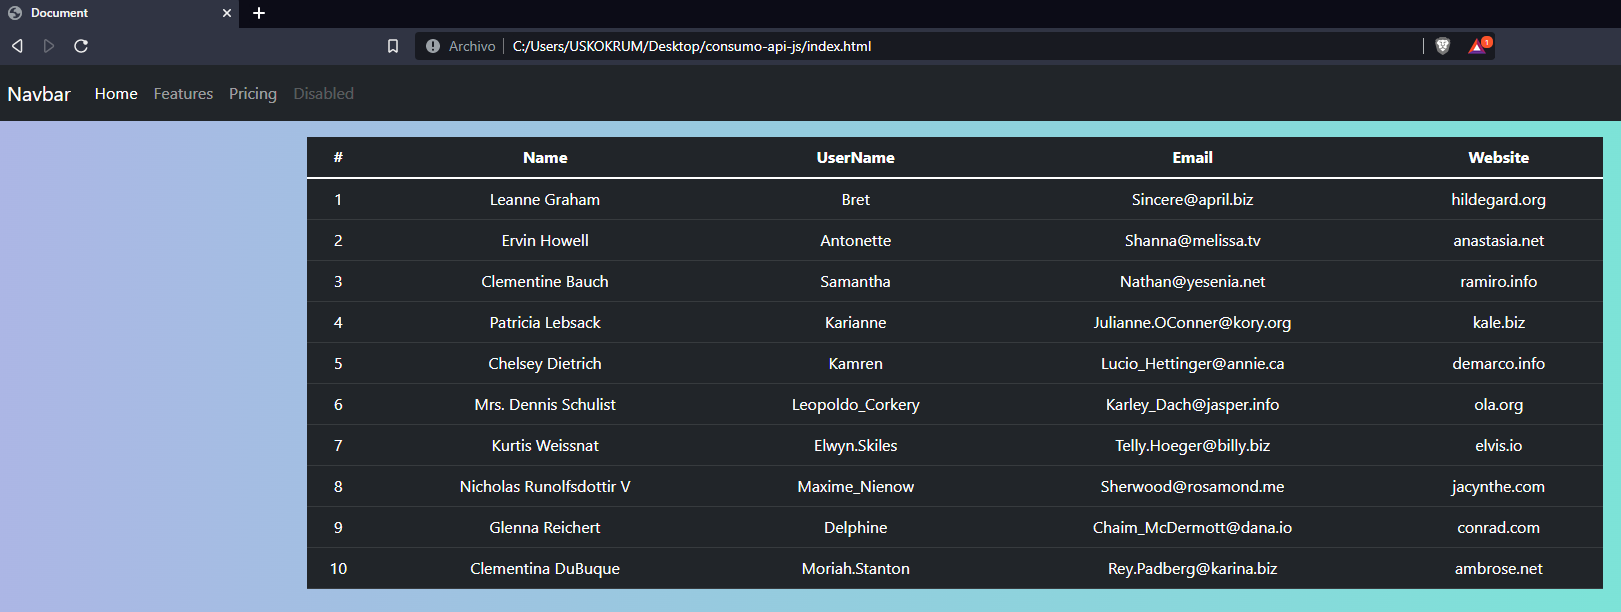 Document
Archivo C:/Users/USKOKRUM/Desktop/consumo-api-js/index.html 1
Navbar Home Features Pricing Disabled
# Name UserName Email Website
1 Leanne Graham Bret Sincere@april.biz hildegard.org
2 Ervin Howell Antonette Shanna@melissa.tv anastasia.net
3 Clementine Bauch Samantha Nathan@yesenia.net ramiro.info
4 Patricia Lebsack Karianne Julianne.OConner@kory.org kale.biz
5 Chelsey Dietrich Kamren Lucio_Hettinger@annie.ca demarco.info
6 Mrs. Dennis Schulist Leopoldo_Corkery Karley_Dach@jasper.info ola.org
7 Kurtis Weissnat Elwyn.Skiles Telly.Hoeger@billy.biz elvis.io
8 Nicholas Runolfsdottir V Maxime_Nienow Sherwood@rosamond.me jacynthe.com
9 Glenna Reichert Delphine Chaim_McDermott@dana.io conrad.com
10 Clementina DuBuque Moriah.Stanton Rey.Padberg@karina.biz ambrose.net